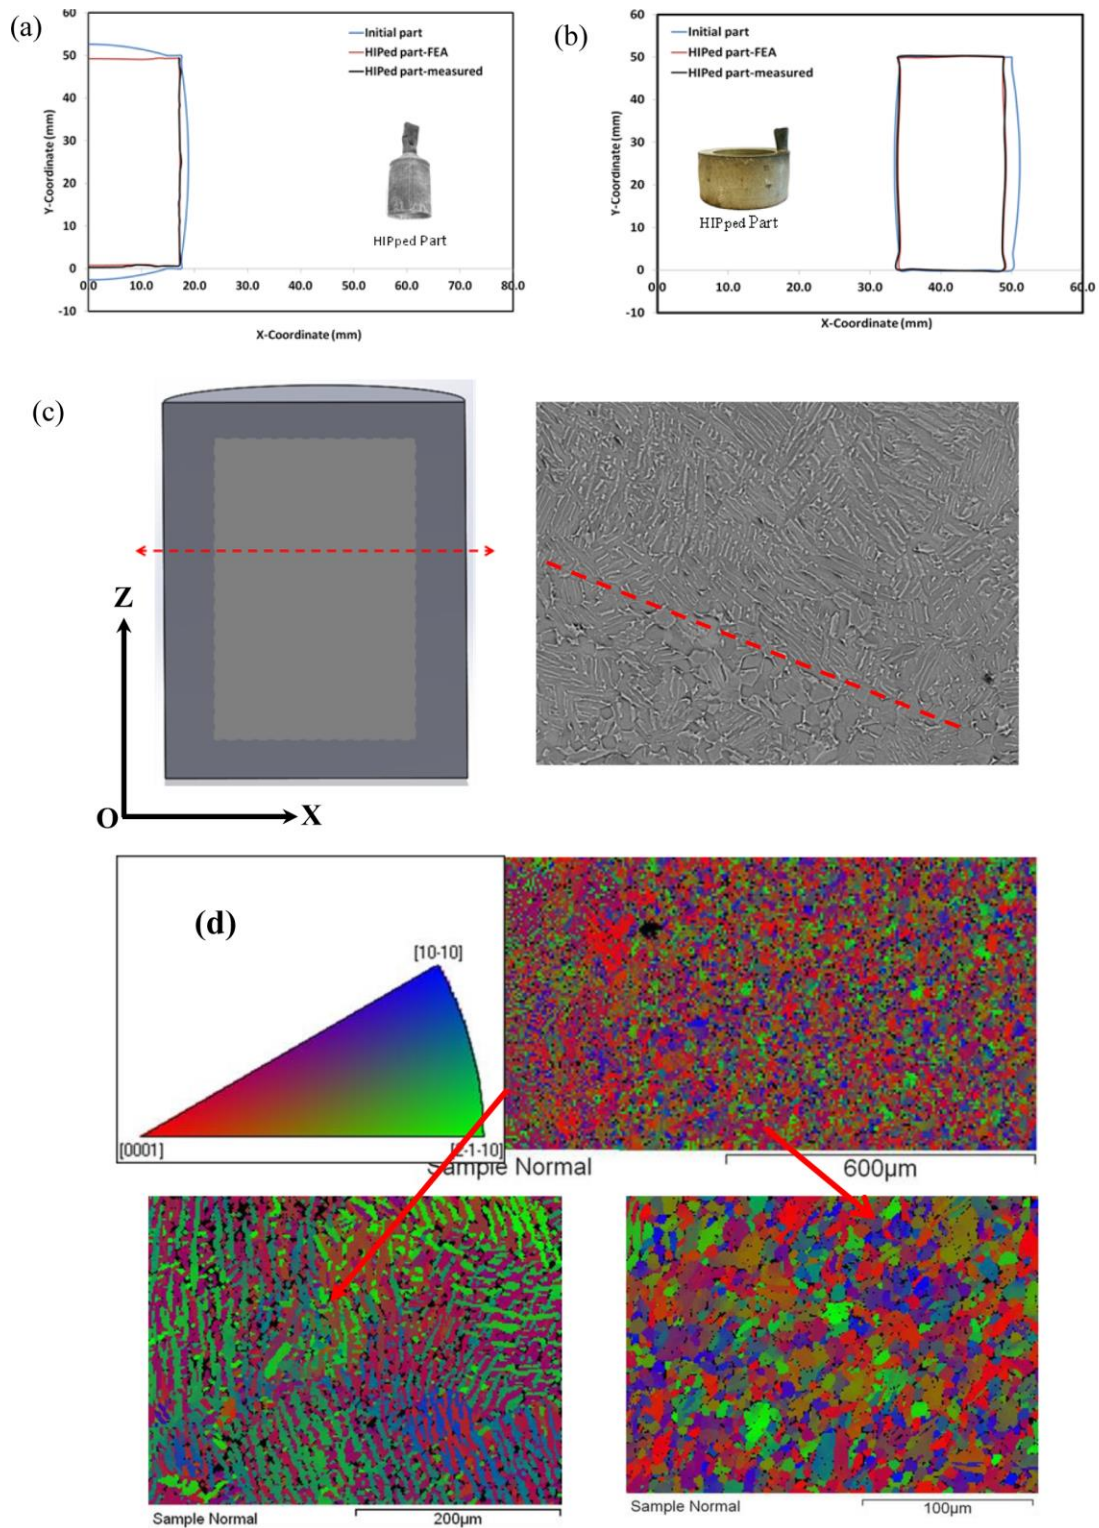 (a)
Initial part
HIPed part-FEA
HIPed part-measured
Y-Coordinate (mm)
60
50
40
30
20
10
0
-10
0.0 10.0 20.0 30.0 40.0 50.0 60.0 70.0 80.0
X-Coordinate (mm)
HIPped Part
(b)
Initial part
HIPed part-FEA
HIPed part-measured
Y-Coordinate (mm)
60
50
40
30
20
10
0
-10
0.0 10.0 20.0 30.0 40.0 50.0 60.0
X-Coordinate (mm)
HIPped Part
(c)
Z
O
X
(d)
[10-10]
[0001]
[2-1-10]
Sample Normal
600µm
Sample Normal
200µm
Sample Normal
100µm